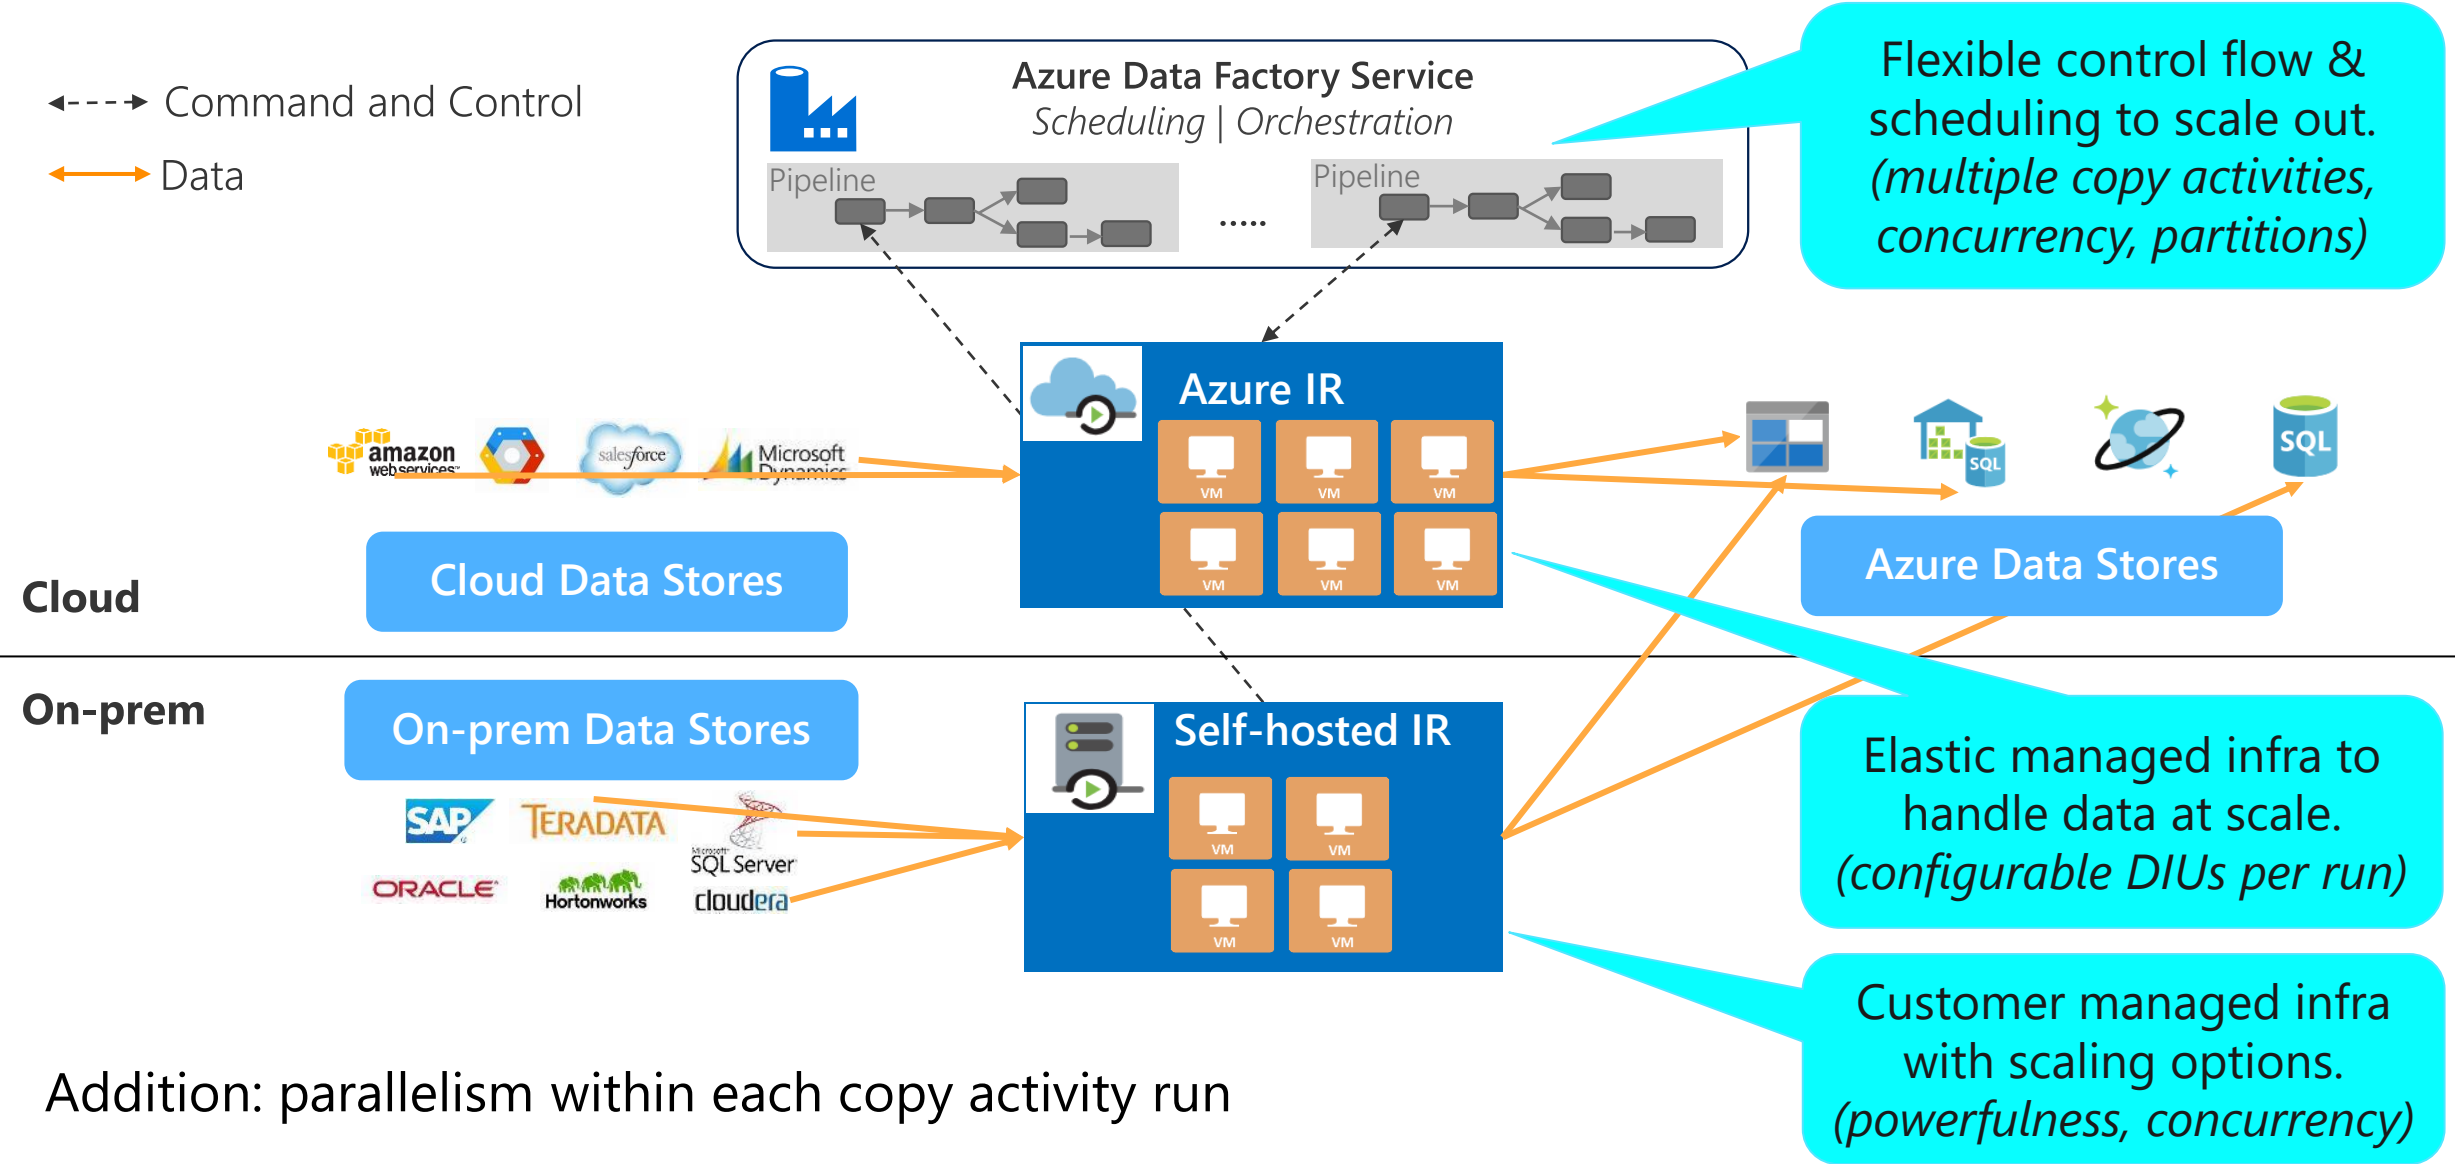 Command and Control
Data
Azure Data Factory Service
Scheduling | Orchestration
Pipeline
.....
Pipeline
Flexible control flow &
scheduling to scale out.
(multiple copy activities,
concurrency, partitions)
Azure IR
VM
VM
VM
VM
VM
VM
amazon
webservices™
salesforce
Microsoft
Dynamics
SQL
SQL
Cloud Data Stores
Azure Data Stores
Cloud
On-prem
On-prem Data Stores
Self-hosted IR
VM
VM
VM
VM
SAP
TERADATA
Microsoft
SQL Server
ORACLE
Hortonworks
cloudera
Elastic managed infra to
handle data at scale.
(configurable DIUs per run)
Customer managed infra
with scaling options.
(powerfulness, concurrency)
Addition: parallelism within each copy activity run